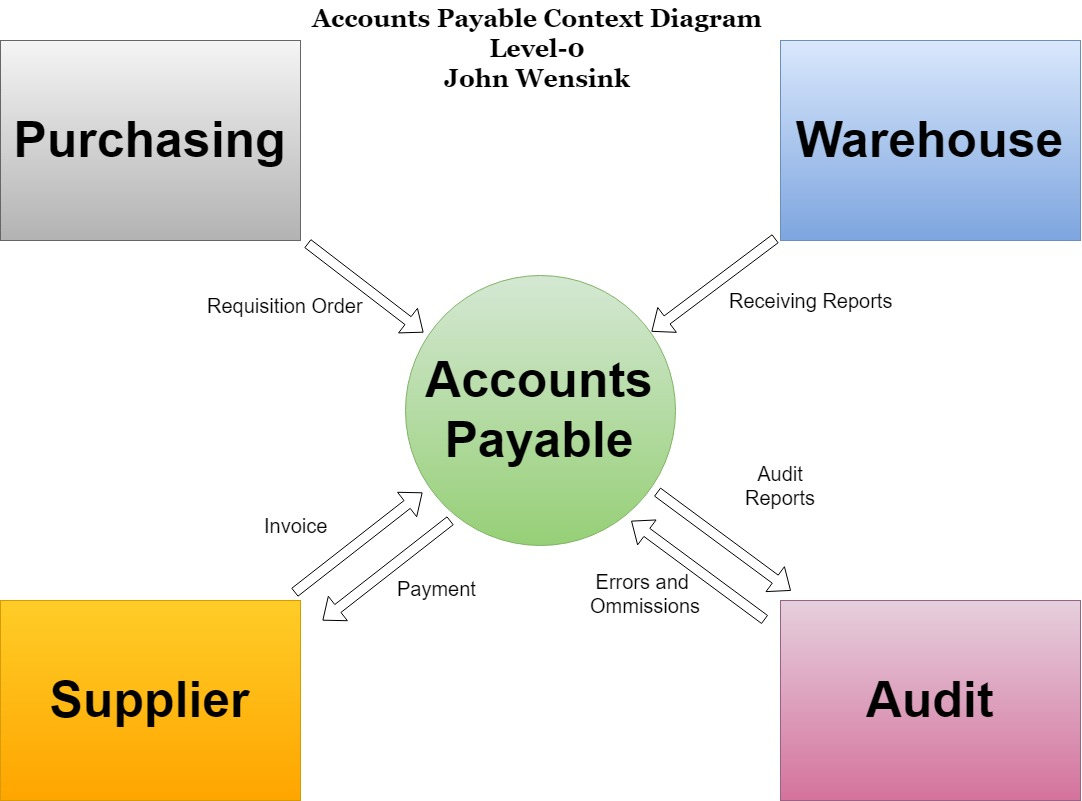 Accounts Payable Context Diagram
Level-0
John Wensink
Purchasing
Warehouse
Requisition Order
Receiving Reports
Accounts
Payable
Audit
Reports
Invoice
Payment
Errors and
Ommissions
Supplier
Audit